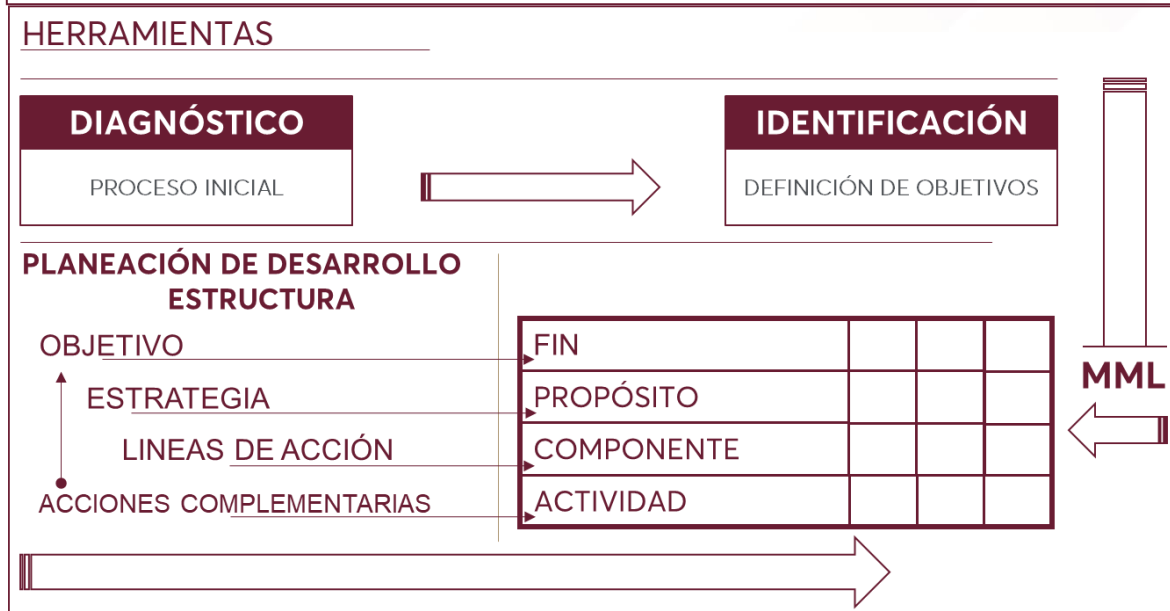 HERRAMIENTAS
DIAGNÓSTICO
PROCESO INICIAL
IDENTIFICACIÓN
DEFINICIÓN DE OBJETIVOS
PLANEACIÓN DE DESARROLLO
ESTRUCTURA
OBJETIVO
ESTRATEGIA
LINEAS DE ACCIÓN
ACCIONES COMPLEMENTARIAS
FIN
PROPÓSITO
COMPONENTE
ACTIVIDAD
MML